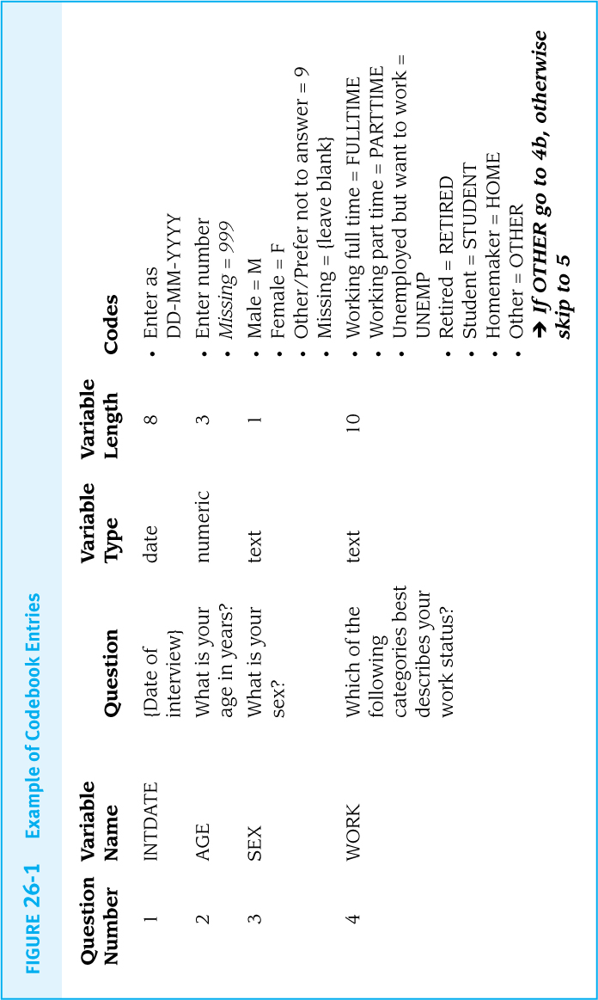 FIGURE 26-1 Example of Codebook Entries
Question Number
Variable Name
Question
Variable Type
Variable Length
Codes
1
INTDATE
{Date of
interview}
date
8
• Enter as
DD-MM-YYYY
2
AGE
What is your
age in years?
numeric
3
• Enter number
• Missing = 999
3
SEX
What is your
sex?
text
1
• Male = M
• Female = F
• Other/Prefer not to answer = 9
• Missing = {leave blank}
4
WORK
Which of the
following
categories best
describes your
work status?
text
10
• Working full time = FULLTIME
• Working part time = PARTTIME
• Unemployed but want to work =
UNEMP
• Retired = RETIRED
• Student = STUDENT
• Homemaker = HOME
• Other = OTHER
➔ If OTHER go to 4b, otherwise
skip to 5